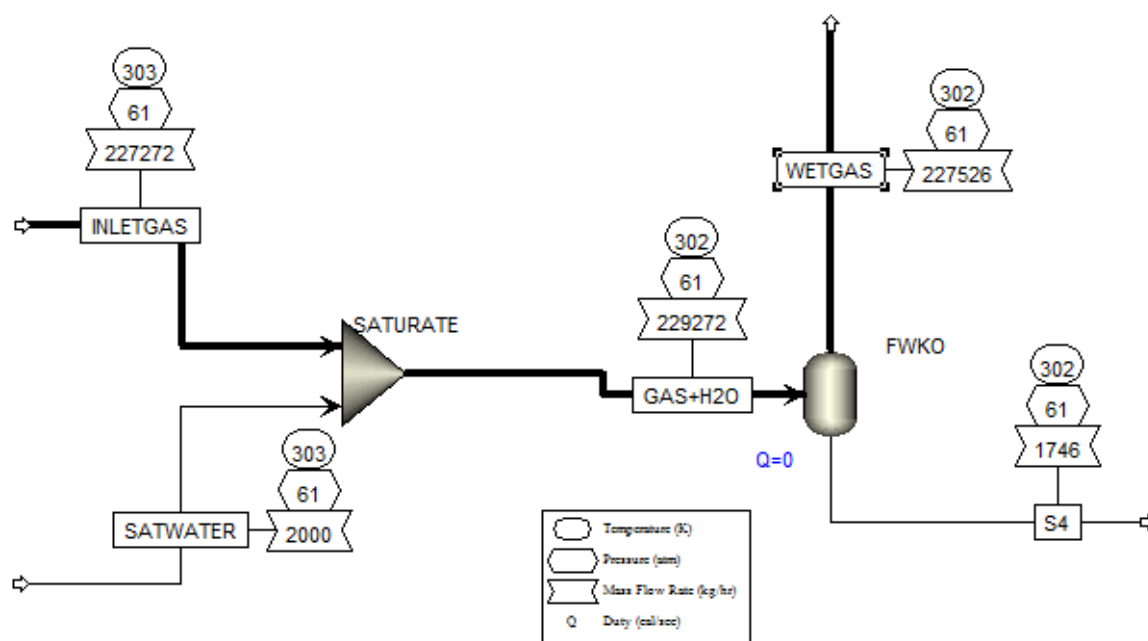 303
61
227272
INLETGAS
302
61
227526
WETGAS
302
61
229272
SATURATE
GAS+H2O
FWKO
302
61
1746
Q=0
303
61
2000
SATWATER
S4
Temperature (K)
Pressure (atm)
Mass Flow Rate (kg/hr)
Q Duty (cal/sec)